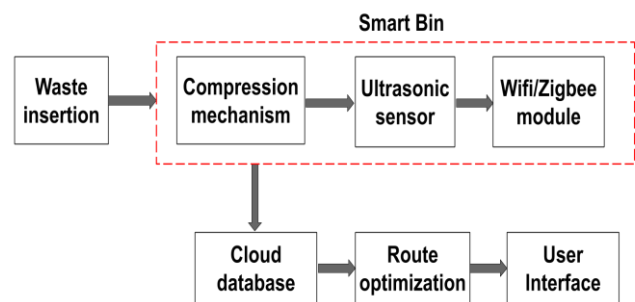 Smart Bin
Waste
insertion
Compression
mechanism
Ultrasonic
sensor
Wifi/Zigbee
module
Cloud
database
Route
optimization
User
Interface